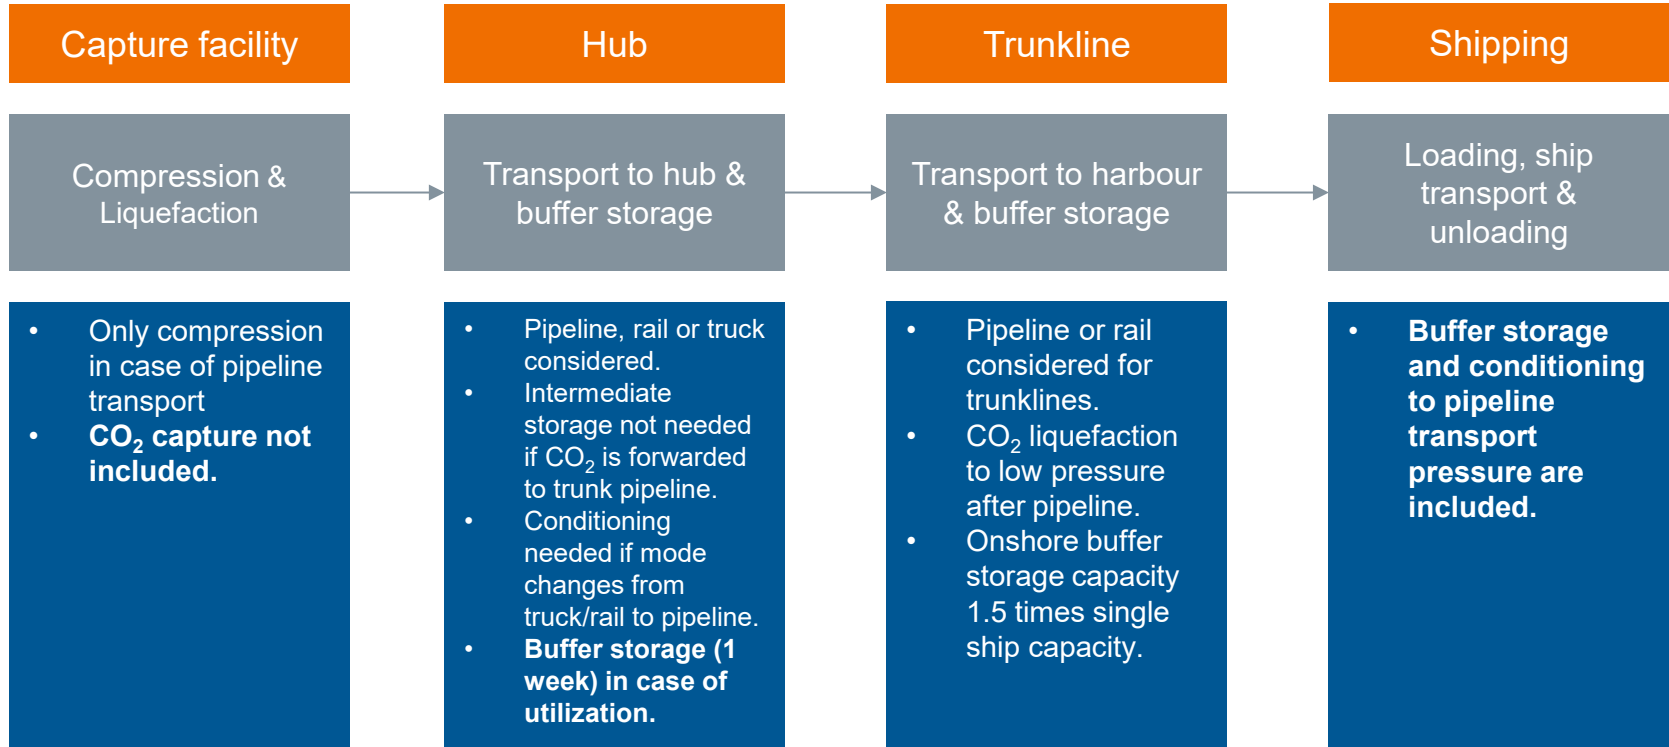 Capture facility
Compression &
Liquefaction
• Only compression
in case of pipeline
transport
• CO₂ capture not
included.
Hub
Transport to hub &
buffer storage
• Pipeline, rail or truck
considered.
• Intermediate
storage not needed
if CO₂ is forwarded
to trunk pipeline.
• Conditioning
needed if mode
changes from
truck/rail to pipeline.
• Buffer storage (1
week) in case of
utilization.
Trunkline
Transport to harbour
& buffer storage
• Pipeline or rail
considered for
trunklines.
• CO₂ liquefaction
to low pressure
after pipeline.
• Onshore buffer
storage capacity
1.5 times single
ship capacity.
Shipping
Loading, ship
transport &
unloading
• Buffer storage
and conditioning
to pipeline
transport
pressure are
included.